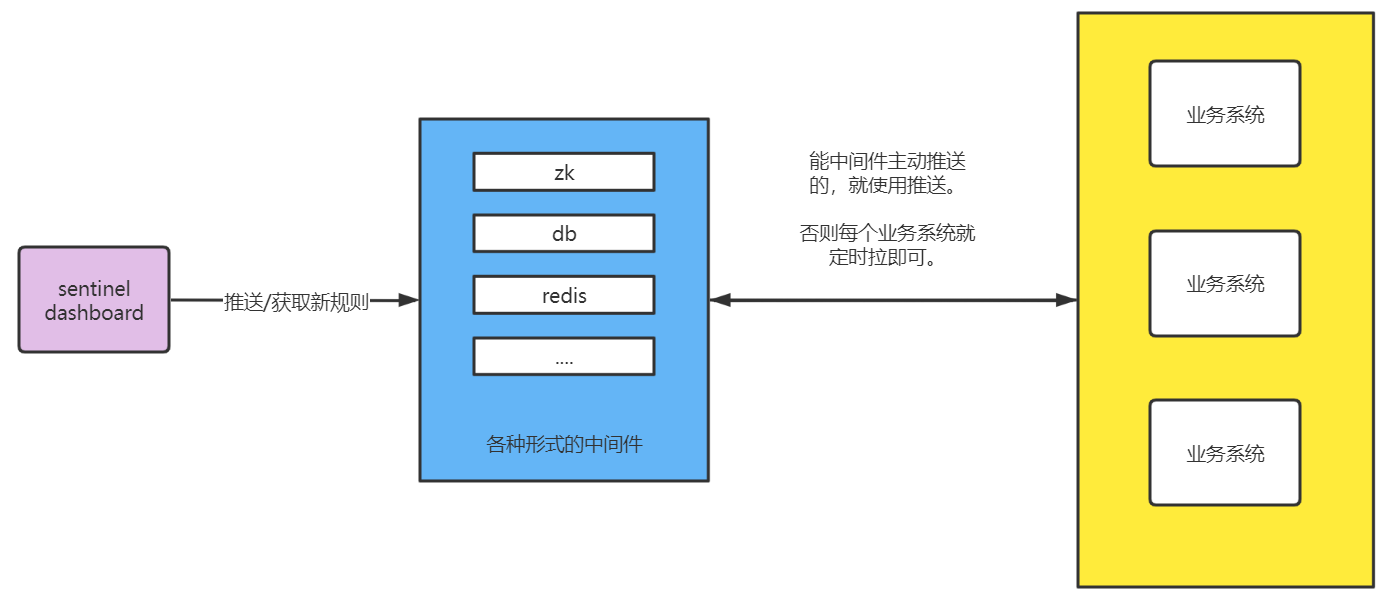 sentinel
dashboard
推送/获取新规则
zk
db
redis
....
各种形式的中间件
能中间件主动推送
的，就使用推送。
否则每个业务系统就
定时拉即可。
业务系统
业务系统
业务系统